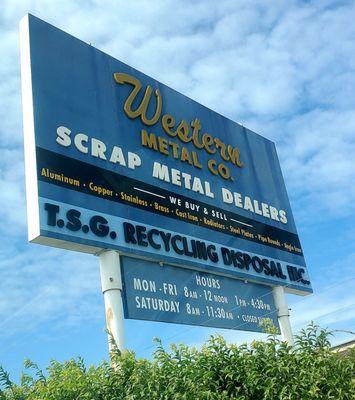 Western
METAL CO.
SCRAP METAL DEALERS
WE BUY & SELL
Aluminum • Copper • Stainless • Brass • Cast Iron • Radiators • Steel Plates • Pipe Rounds • Angle Iron
T.S.G. RECYCLING DISPOSAL INC.
HOURS
MON - FRI 8AM - 12 NOON 1PM - 4:30PM
SATURDAY 8AM - 11:30AM • CLOSED